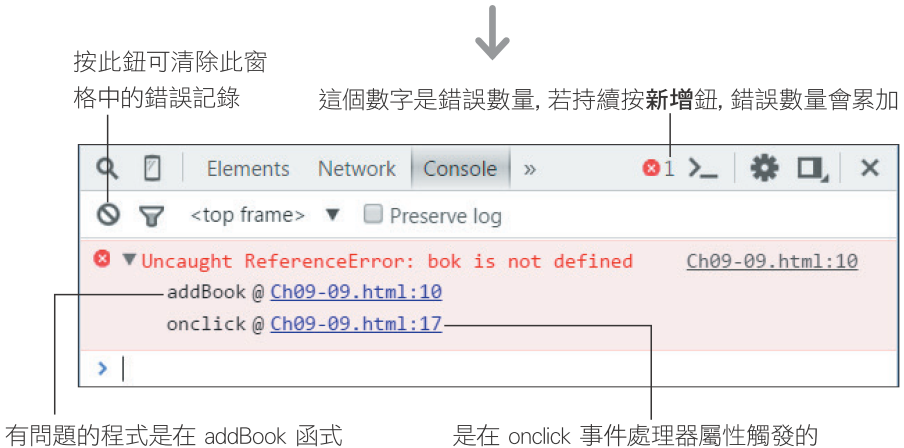 按此鈕可清除此窗
格中的錯誤記錄
這個數字是錯誤數量, 若持續按新增鈕, 錯誤數量會累加
Elements Network Console » 1
<top frame> ▼ Preserve log
▼Uncaught ReferenceError: bok is not defined Ch09-09.html:10
addBook @ Ch09-09.html:10
onclick @ Ch09-09.html:17
>
有問題的程式是在 addBook 函式
是在 onclick 事件處理器屬性觸發的